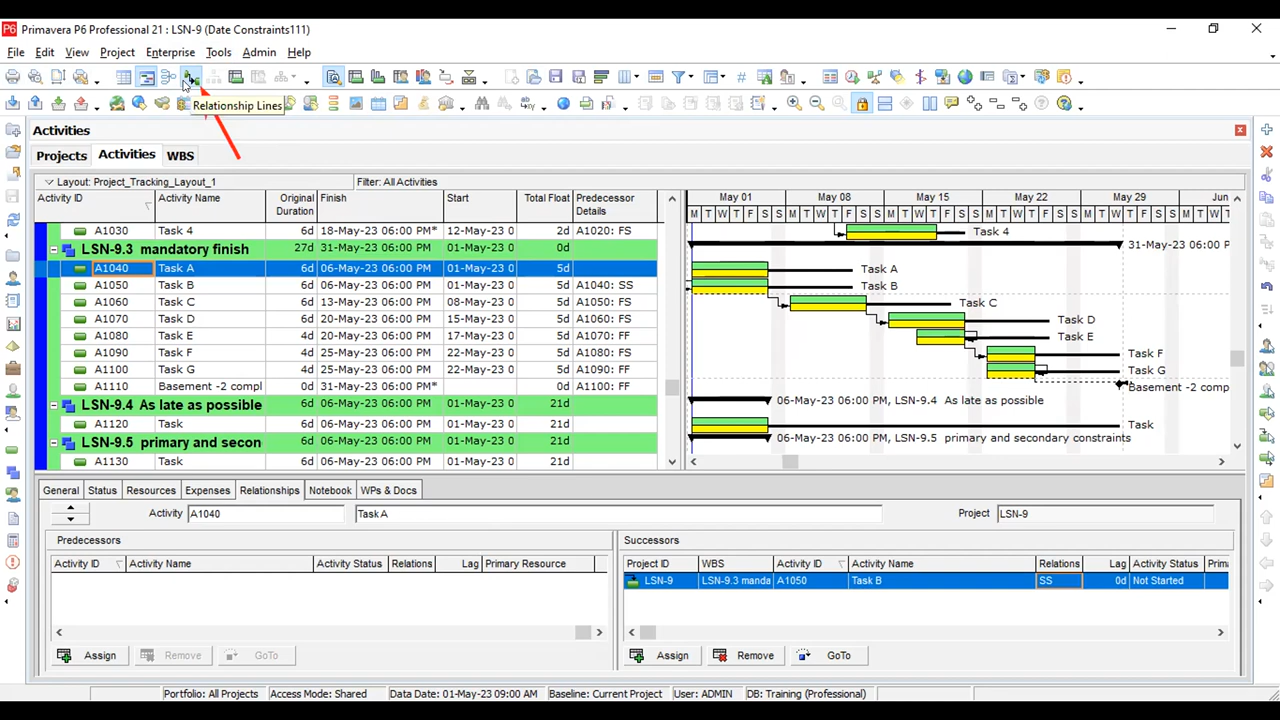 P6 Primavera P6 Professional 21 : LSN-9 (Date Constraints111)
File Edit View Project Enterprise Tools Admin Help
Relationship Lines
Activities
Projects Activities WBS
Layout: Project_Tracking_Layout_1 Filter: All Activities
Activity ID Activity Name Original Duration Finish Start Total Float Predecessor Details
May 01 May 08 May 15 May 22 May 29 Jun
M T W T F S S M T W T F S S M T W T F S S M T W T F S S M T W T F S S M T W
A1030 Task 4 6d 18-May-23 06:00 PM* 12-May-23 0 2d A1020: FS Task 4
LSN-9.3 mandatory finish 27d 31-May-23 06:00 PM 01-May-23 0 0d 31-May-23 06:00 P
A1040 Task A 6d 06-May-23 06:00 PM 01-May-23 0 5d Task A
A1050 Task B 6d 06-May-23 06:00 PM 01-May-23 0 5d A1040: SS Task B
A1060 Task C 6d 13-May-23 06:00 PM 08-May-23 0 5d A1050: FS Task C
A1070 Task D 6d 20-May-23 06:00 PM 15-May-23 0 5d A1060: FS Task D
A1080 Task E 4d 20-May-23 06:00 PM 17-May-23 0 5d A1070: FF Task E
A1090 Task F 4d 25-May-23 06:00 PM 22-May-23 0 5d A1080: FS Task F
A1100 Task G 4d 25-May-23 06:00 PM 22-May-23 0 5d A1090: FF Task G
A1110 Basement -2 compl 0d 31-May-23 06:00 PM* 0d A1100: FF Basement -2 comp
LSN-9.4 As late as possible 6d 06-May-23 06:00 PM 01-May-23 0 21d 06-May-23 06:00 PM, LSN-9.4 As late as possible
A1120 Task 6d 06-May-23 06:00 PM 01-May-23 0 21d Task
LSN-9.5 primary and secon 6d 06-May-23 06:00 PM 01-May-23 0 21d 06-May-23 06:00 PM, LSN-9.5 primary and secondary constraints
A1130 Task 6d 06-May-23 06:00 PM 01-May-23 0 21d
General Status Resources Expenses Relationships Notebook WPs & Docs
Activity A1040 Task A Project LSN-9
Predecessors Successors
Activity ID Activity Name Activity Status Relations Lag Primary Resource
Project ID WBS Activity ID Activity Name Relations Lag Activity Status Prima
LSN-9 LSN-9.3 manda A1050 Task B SS 0d Not Started
Assign Remove GoTo Assign Remove GoTo
Portfolio: All Projects Access Mode: Shared Data Date: 01-May-23 09:00 AM Baseline: Current Project User: ADMIN DB: Training (Professional)